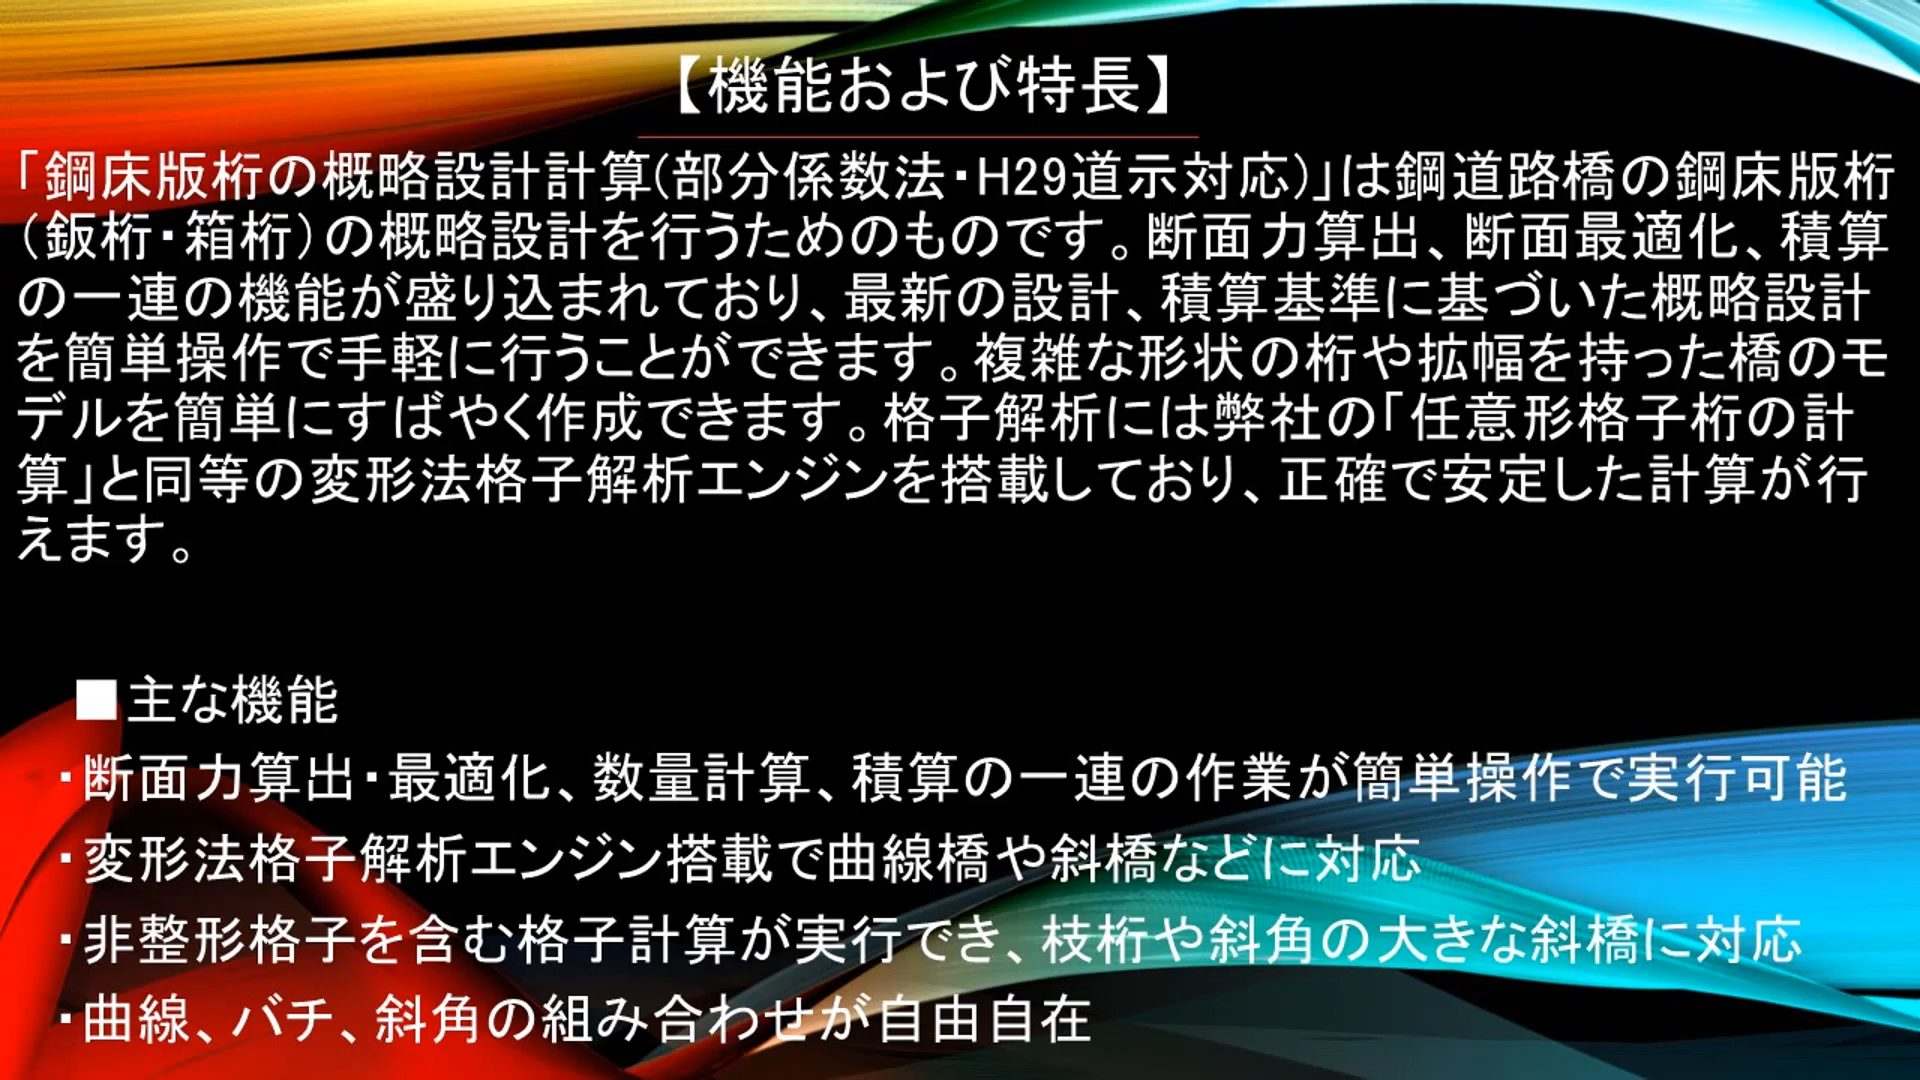 【機能および特長】
「鋼床版桁の概略設計計算(部分係数法・H29道示対応)」は鋼道路橋の鋼床版桁
（鈑桁・箱桁）の概略設計を行うためのものです。断面力算出、断面最適化、積算
の一連の機能が盛り込まれており、最新の設計、積算基準に基づいた概略設計
を簡単操作で手軽に行うことができます。複雑な形状の桁や拡幅を持った橋のモ
デルを簡単にすばやく作成できます。格子解析には弊社の「任意形格子桁の計
算」と同等の変形法格子解析エンジンを搭載しており、正確で安定した計算が行
えます。
■主な機能
・断面力算出・最適化、数量計算、積算の一連の作業が簡単操作で実行可能
・変形法格子解析エンジン搭載で曲線橋や斜橋などに対応
・非整形格子を含む格子計算が実行でき、枝桁や斜角の大きな斜橋に対応
・曲線、バチ、斜角の組み合わせが自由自在